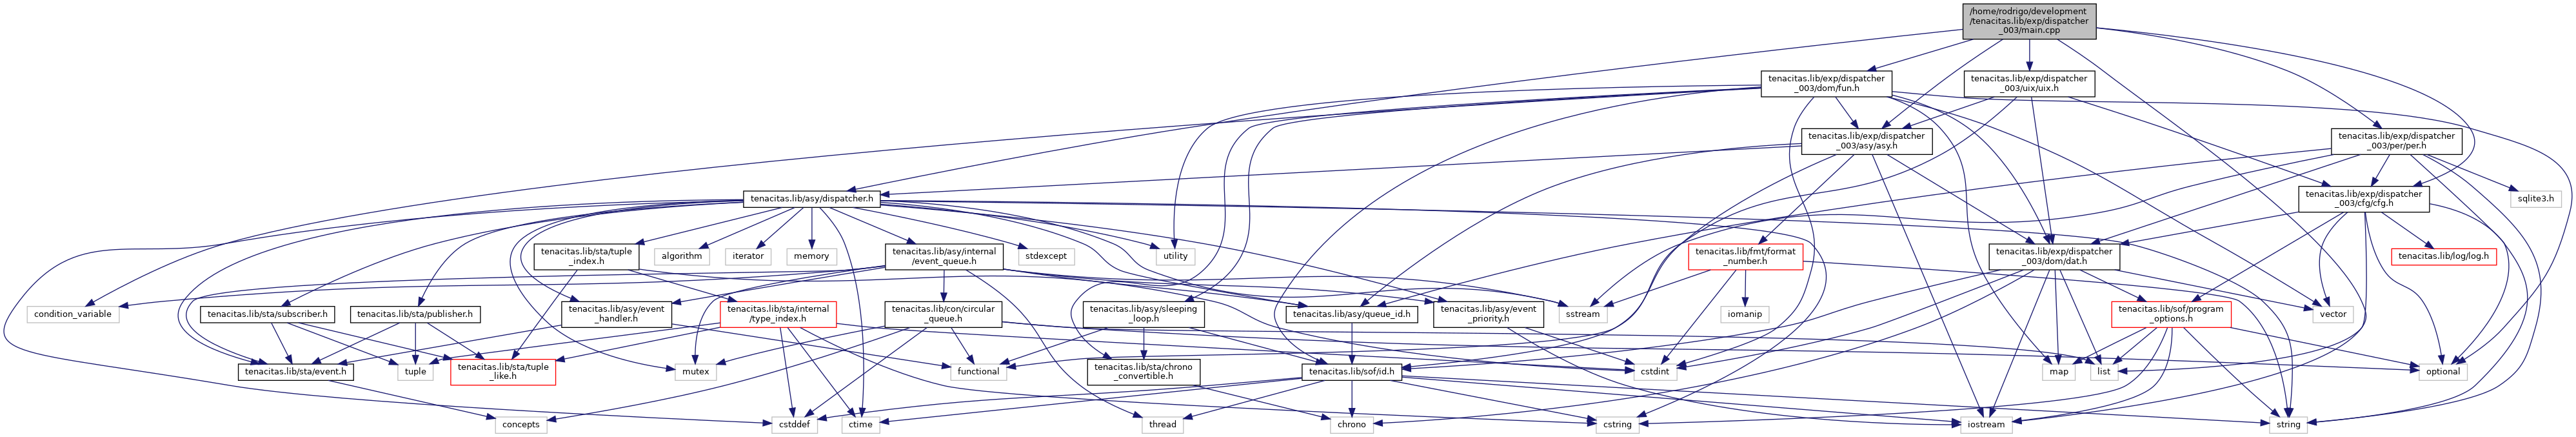 /home/rodrigo/development
/tenacitas.lib/exp/dispatcher
_003/main.cpp
tenacitas.lib/exp/dispatcher
_003/dom/fun.h
tenacitas.lib/exp/dispatcher
_003/uix/uix.h
tenacitas.lib/exp/dispatcher
_003/asy/asy.h
tenacitas.lib/exp/dispatcher
_003/per/per.h
tenacitas.lib/asy/dispatcher.h
tenacitas.lib/exp/dispatcher
_003/cfg/cfg.h
sqlite3.h
tenacitas.lib/sta/tuple
_index.h
algorithm
iterator
memory
tenacitas.lib/asy/internal
/event_queue.h
stdexcept
utility
tenacitas.lib/fmt/format
_number.h
tenacitas.lib/exp/dispatcher
_003/dom/dat.h
tenacitas.lib/log/log.h
condition_variable
tenacitas.lib/sta/subscriber.h
tenacitas.lib/sta/publisher.h
tenacitas.lib/asy/event
_handler.h
tenacitas.lib/sta/internal
/type_index.h
tenacitas.lib/con/circular
_queue.h
tenacitas.lib/asy/sleeping
_loop.h
tenacitas.lib/asy/queue_id.h
tenacitas.lib/asy/event
_priority.h
sstream
iomanip
tenacitas.lib/sof/program
_options.h
vector
tenacitas.lib/sta/event.h
tuple
tenacitas.lib/sta/tuple
_like.h
mutex
functional
tenacitas.lib/sta/chrono
_convertible.h
tenacitas.lib/sof/id.h
cstdint
map
list
optional
concepts
cstddef
ctime
thread
chrono
cstring
iostream
string